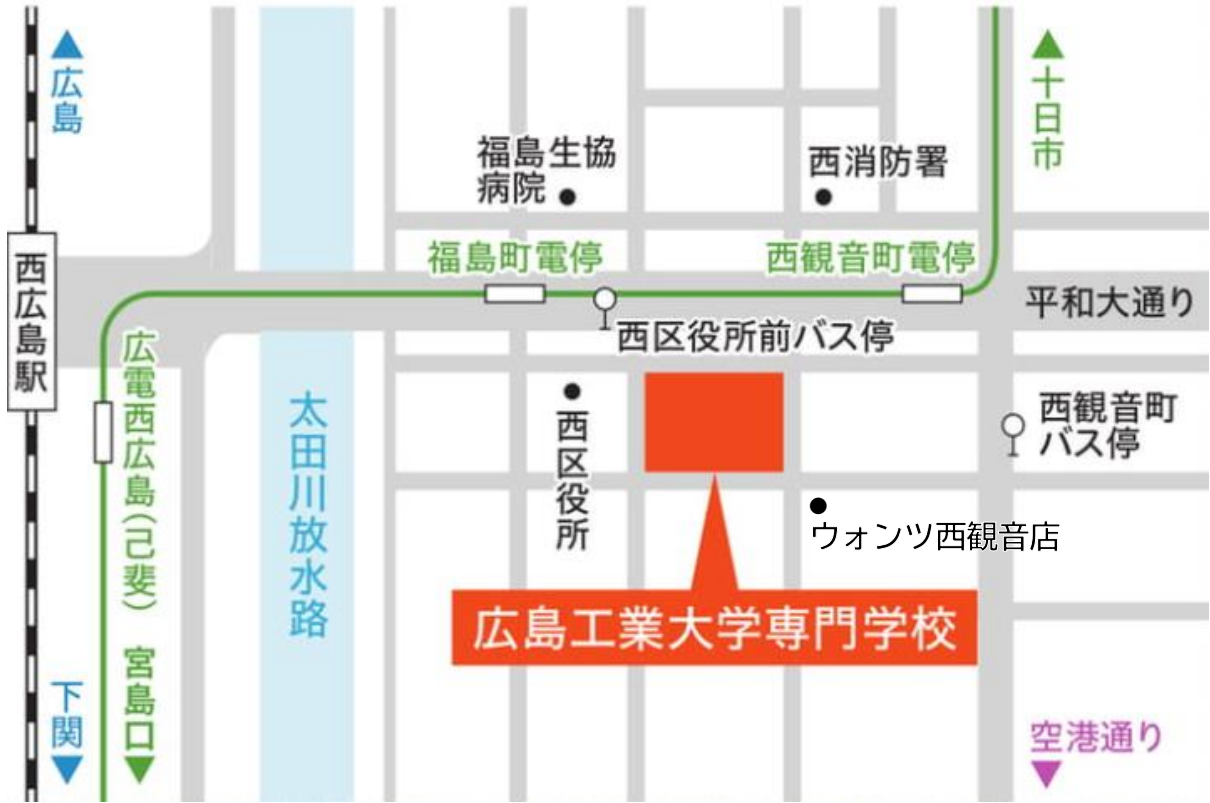 ▲広島
▲十日市
福島生協
病院
西消防署
福島町電停
西観音町電停
西広島駅
平和大通り
西区役所前バス停
広電西広島(己斐)
太田川放水路
西区役所
西観音町
バス停
ウォンツ西観音店
広島工業大学専門学校
下関▼
宮島口▼
空港通り
▼